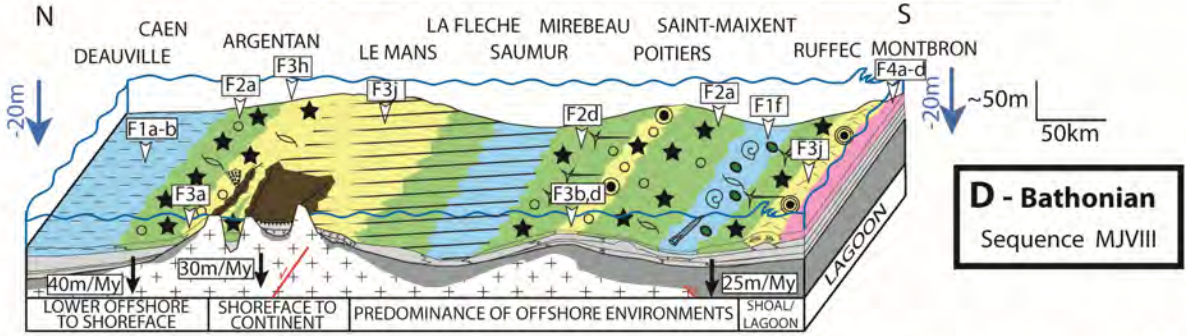 N
S
CAEN
DEAUVILLE
ARGENTAN
LE MANS
LA FLECHE
SAUMUR
MIREBEAU
POITIERS
SAINT-MAIXENT
RUFFEC
MONTBRON
-20m
F1a-b
F2a
F3h
F3j
F3a
F2d
F3b,d
F2a
F1f
F3j
F4a-d
-20m
~50m
50km
D - Bathonian
Sequence MJVIII
40m/My
30m/My
25m/My
LOWER OFFSHORE
TO SHOREFACE
SHOREFACE TO
CONTINENT
PREDOMINANCE OF OFFSHORE ENVIRONMENTS
SHOAL/
LAGOON
LAGOON